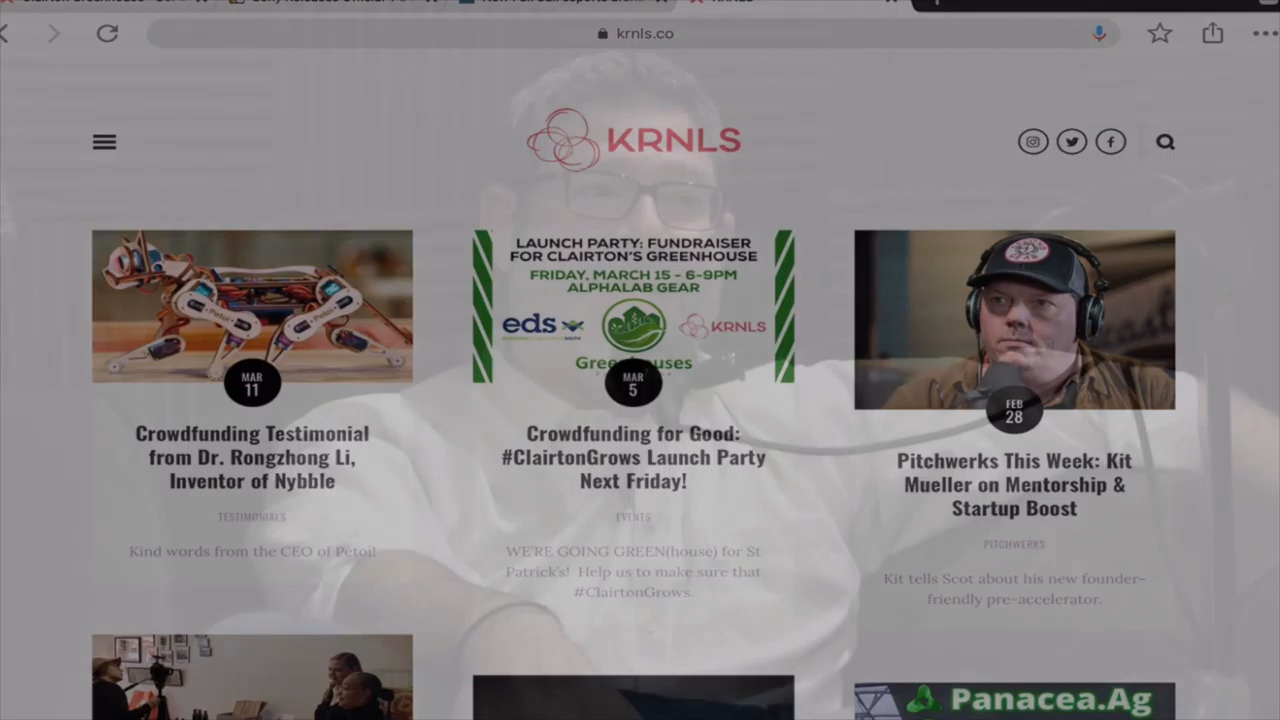 krnls.co
KRNLS
LAUNCH PARTY: FUNDRAISER
FOR CLAIRTON'S GREENHOUSE
FRIDAY, MARCH 15 - 6-9PM
ALPHALAB GEAR
eds
KRNLS
Petoi
Petoi
MAR
11
MAR
5
FEB
28
Crowdfunding Testimonial
from Dr. Rongzhong Li,
Inventor of Nybble
TESTIMONIALS
Kind words from the CEO of Petoi!
Crowdfunding for Good:
#ClairtonGrows Launch Party
Next Friday!
EVENTS
WE'RE GOING GREEN(house) for St
Patrick's! Help us to make sure that
#ClairtonGrows.
Pitchwerks This Week: Kit
Mueller on Mentorship &
Startup Boost
PITCHWERKS
Kit tells Scot about his new founder-
friendly pre-accelerator.
Panacea.Ag